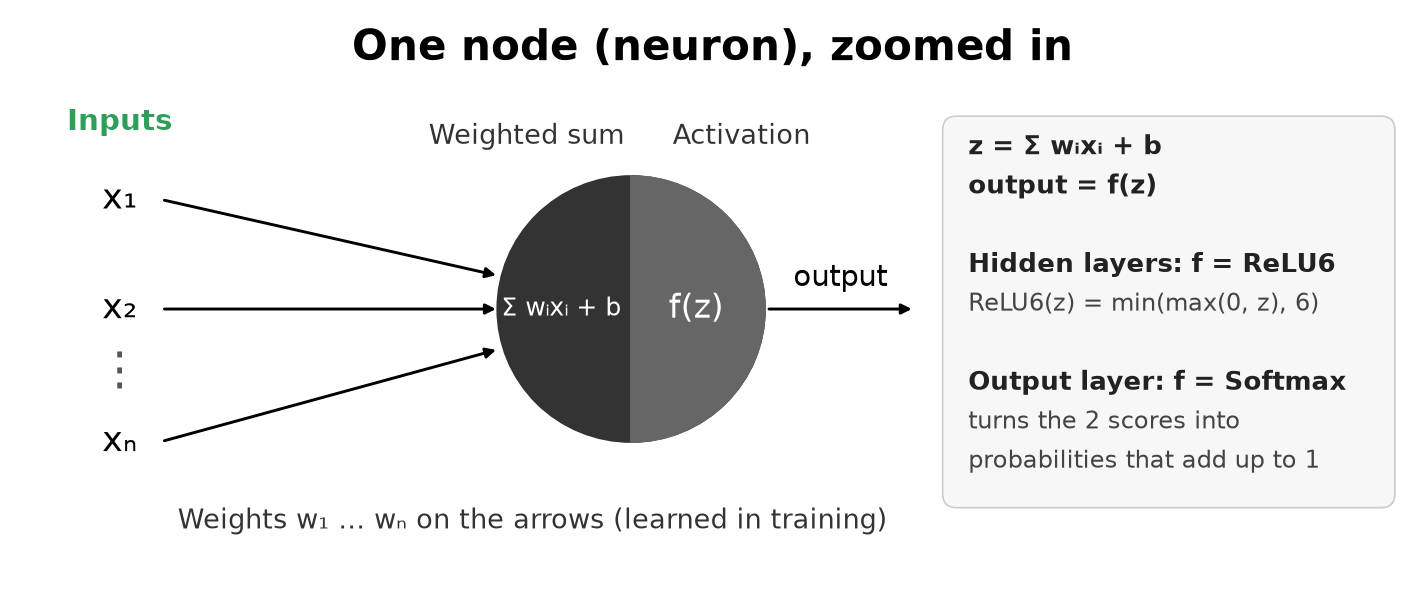 One node (neuron), zoomed in
Inputs
Weighted sum
Activation
x₁
x₂
⋮
xₙ
Σ wᵢxᵢ + b
f(z)
output
Weights w₁ … wₙ on the arrows (learned in training)
z = Σ wᵢxᵢ + b
output = f(z)
Hidden layers: f = ReLU6
ReLU6(z) = min(max(0, z), 6)
Output layer: f = Softmax
turns the 2 scores into
probabilities that add up to 1